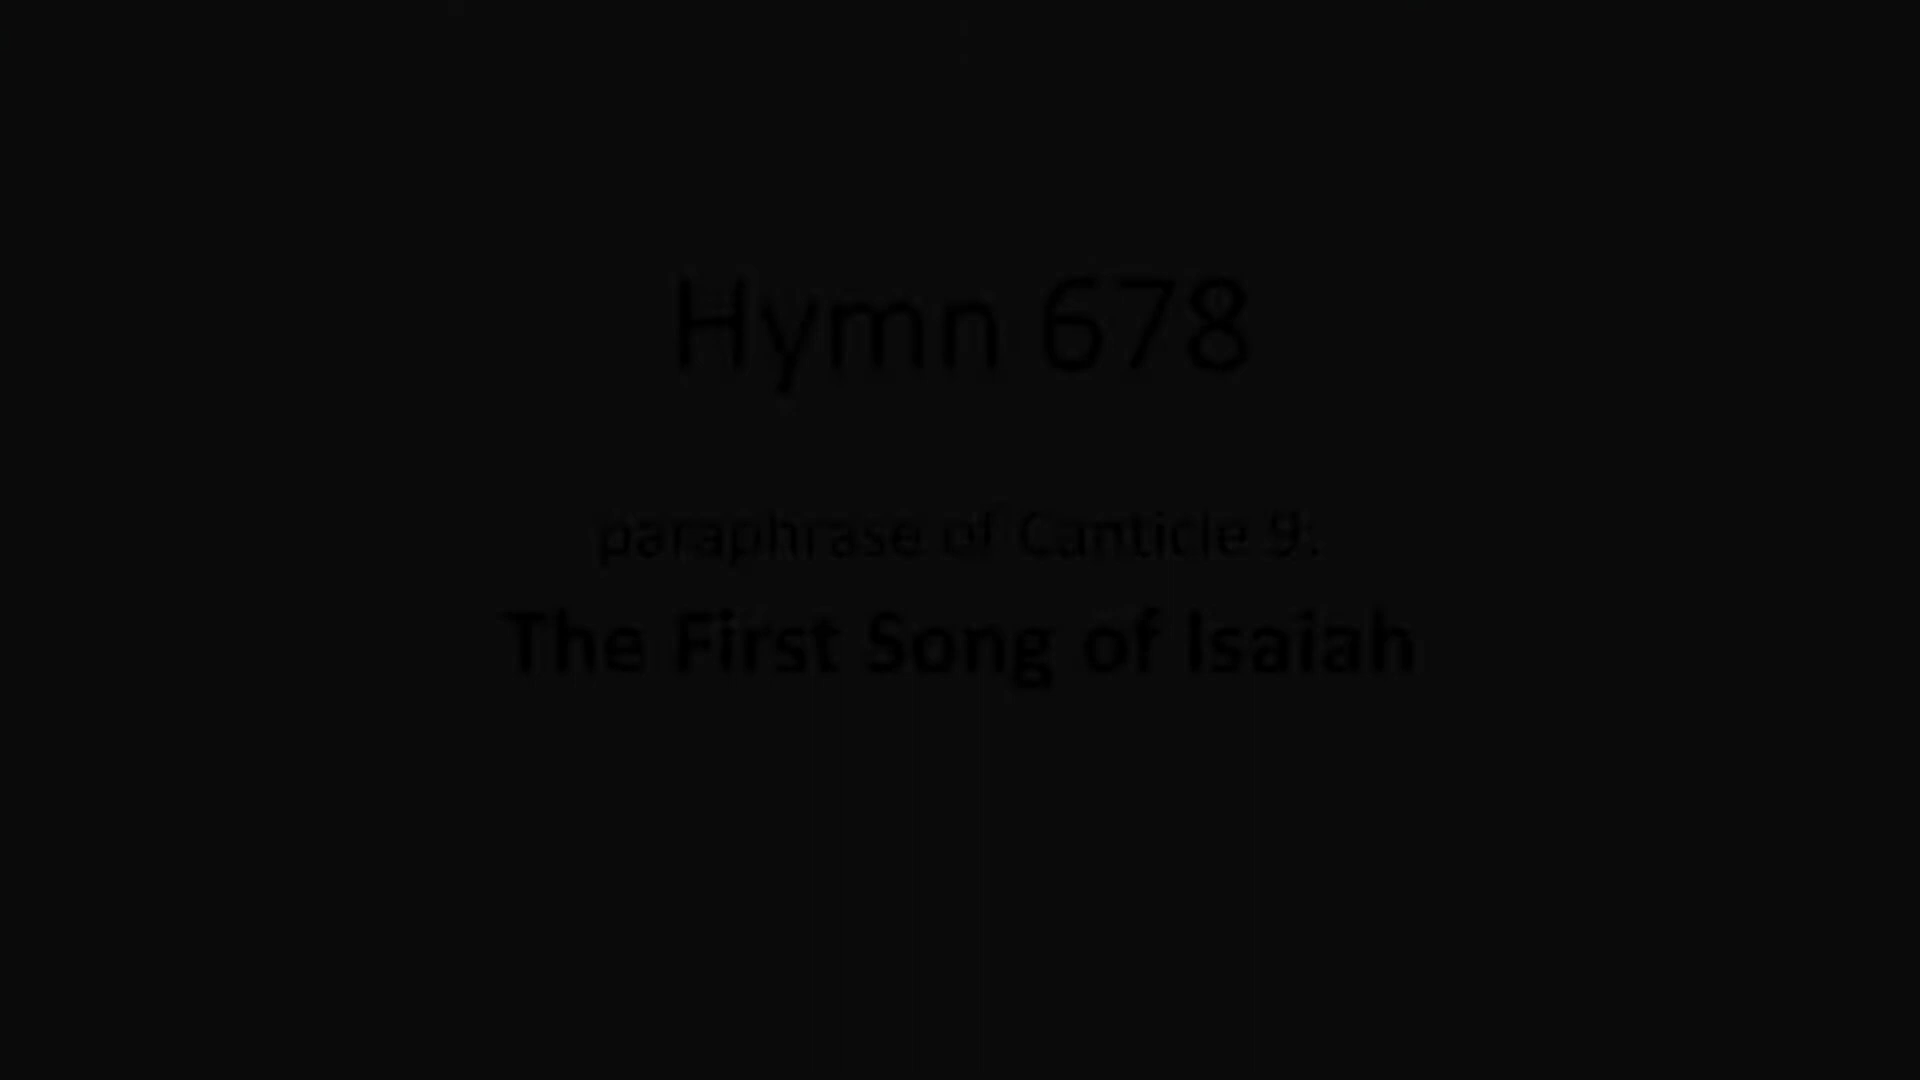 Hymn 678
paraphrase of Canticle 9:
The First Song of Isaiah